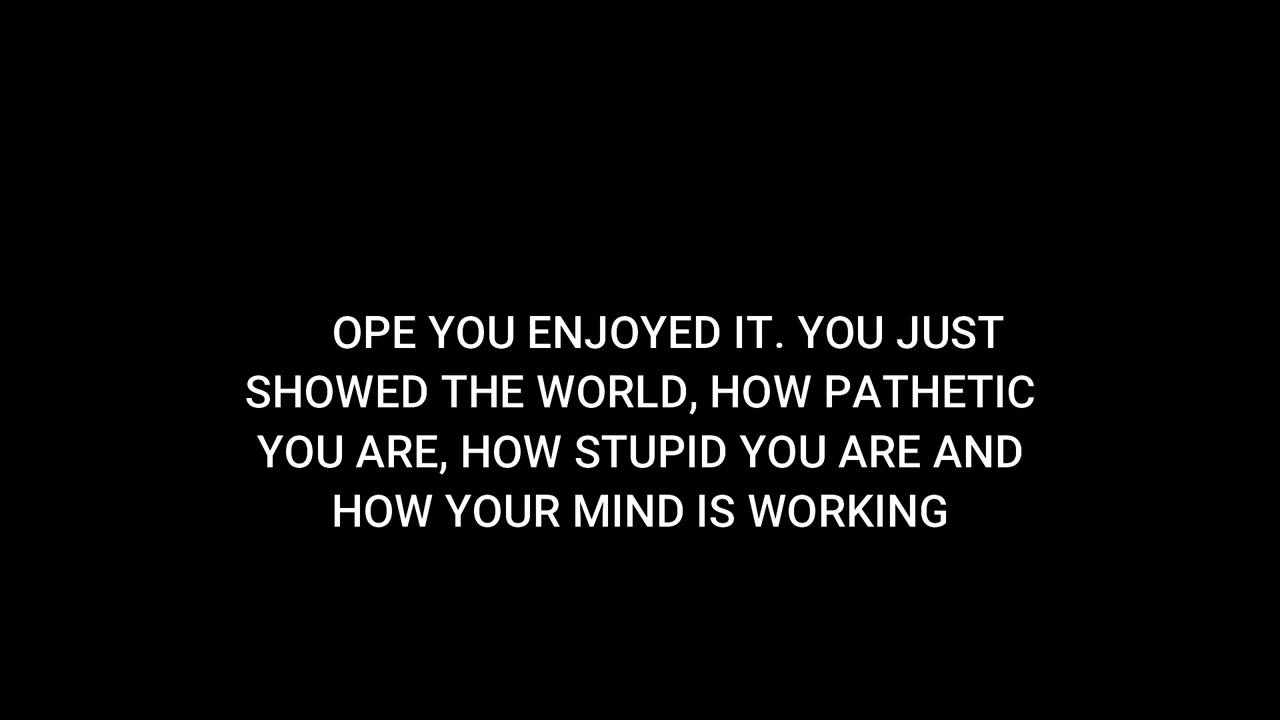 OPE YOU ENJOYED IT. YOU JUST
SHOWED THE WORLD, HOW PATHETIC
YOU ARE, HOW STUPID YOU ARE AND
HOW YOUR MIND IS WORKING